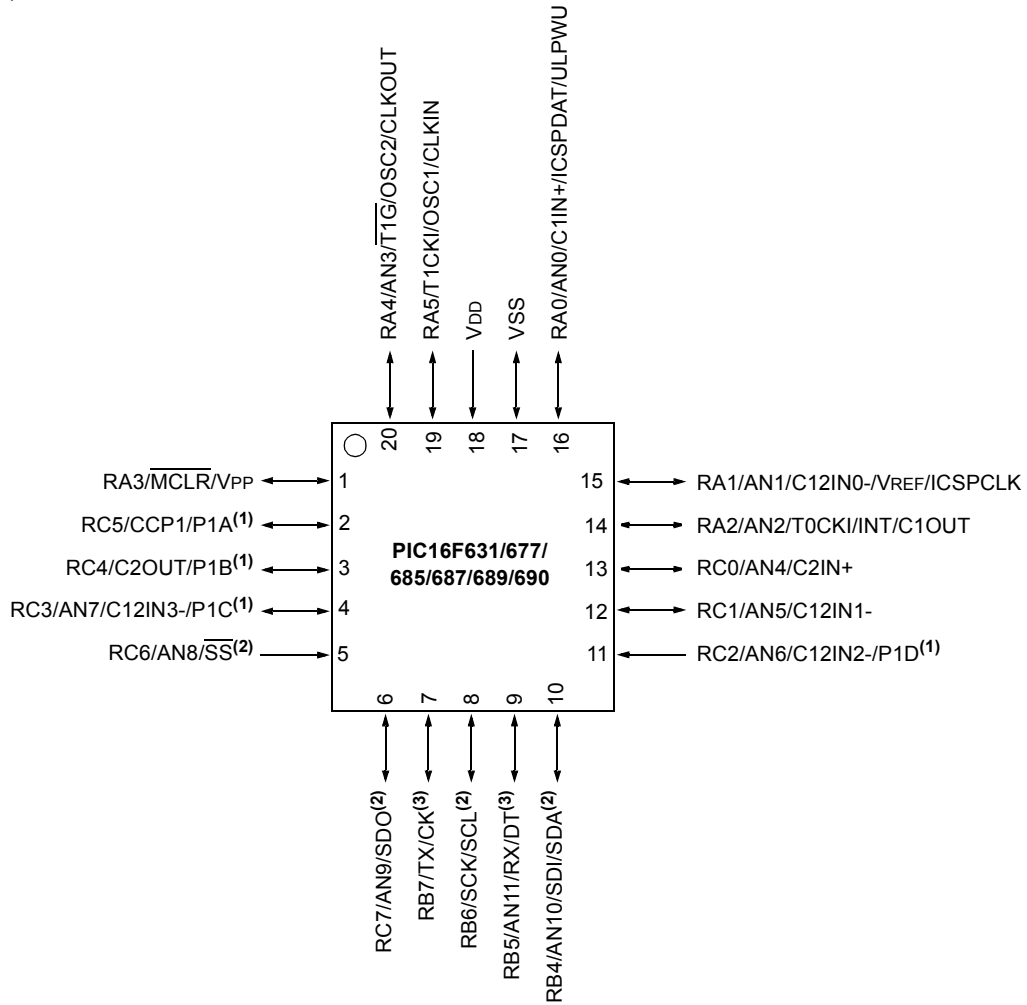 RA4/AN3/T1G/OSC2/CLKOUT
RA5/T1CKI/OSC1/CLKIN
VDD
VSS
RA0/AN0/C1IN+/ICSPDAT/ULPWU
20
19
18
17
16
RA3/MCLR/VPP
1
15
RA1/AN1/C12IN0-/VREF/ICSPCLK
RC5/CCP1/P1A(1)
2
14
RA2/AN2/T0CKI/INT/C1OUT
PIC16F631/677/
685/687/689/690
RC4/C2OUT/P1B(1)
3
13
RC0/AN4/C2IN+
RC3/AN7/C12IN3-/P1C(1)
4
12
RC1/AN5/C12IN1-
RC6/AN8/SS(2)
5
11
RC2/AN6/C12IN2-/P1D(1)
6
7
8
9
10
RC7/AN9/SDO(2)
RB7/TX/CK(3)
RB6/SCK/SCL(2)
RB5/AN11/RX/DT(3)
RB4/AN10/SDI/SDA(2)